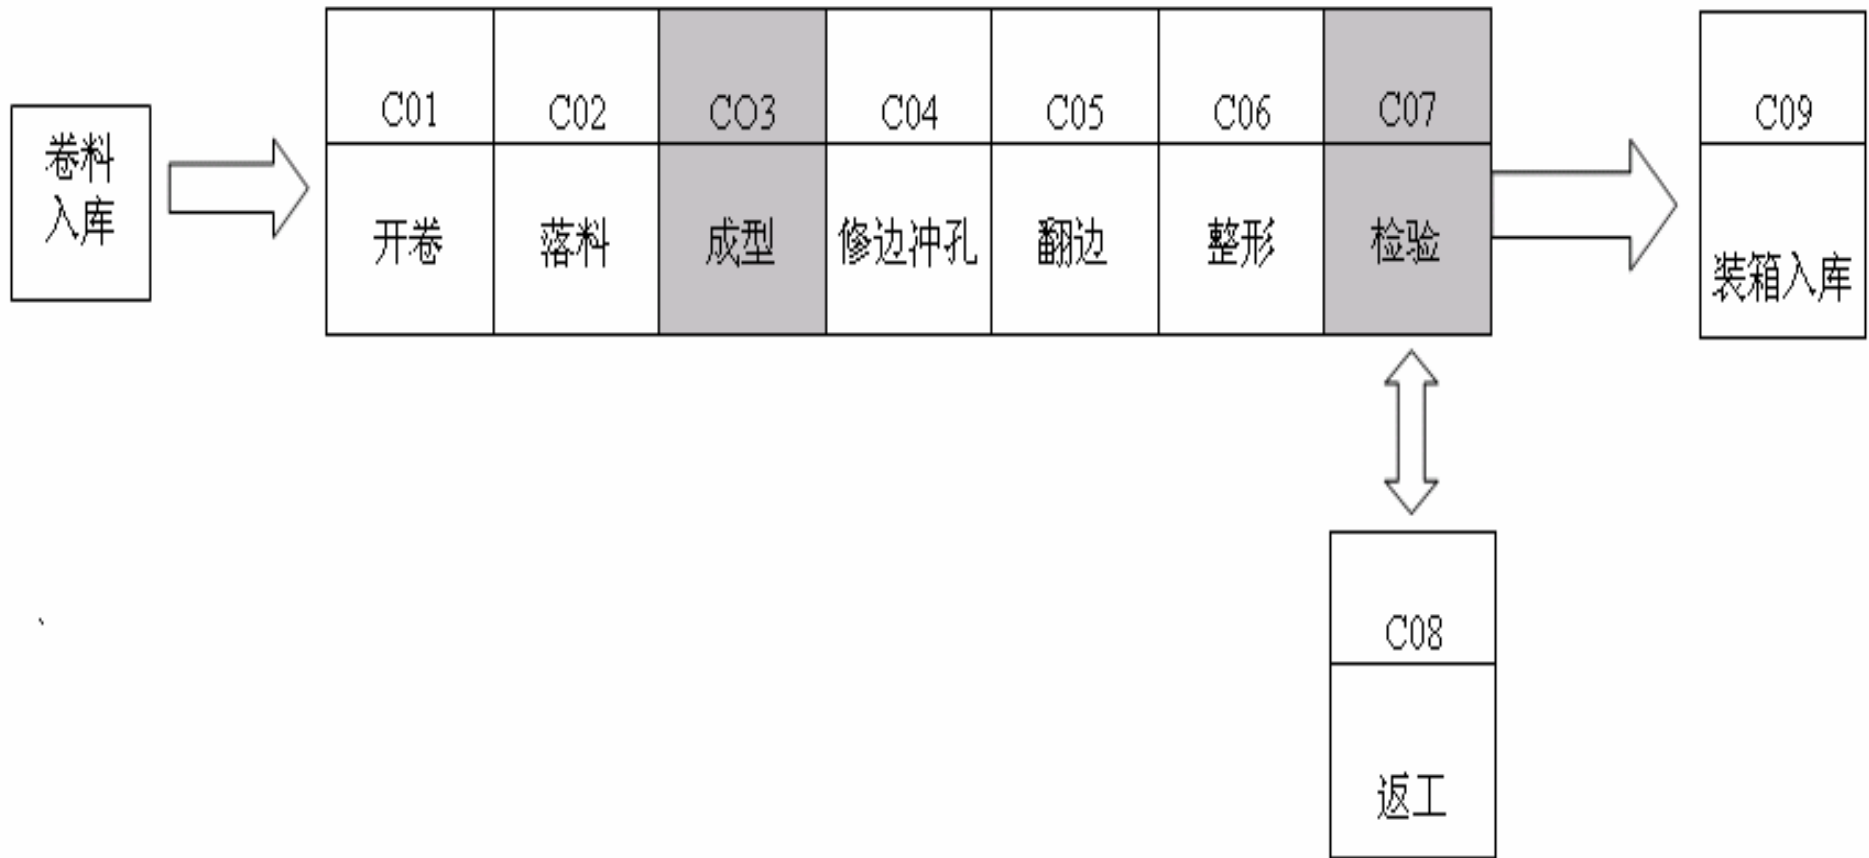 卷料
入库
C01
C02
CO3
C04
C05
C06
C07
开卷
落料
成型
修边冲孔
翻边
整形
检验
C09
装箱入库
C08
返工
、